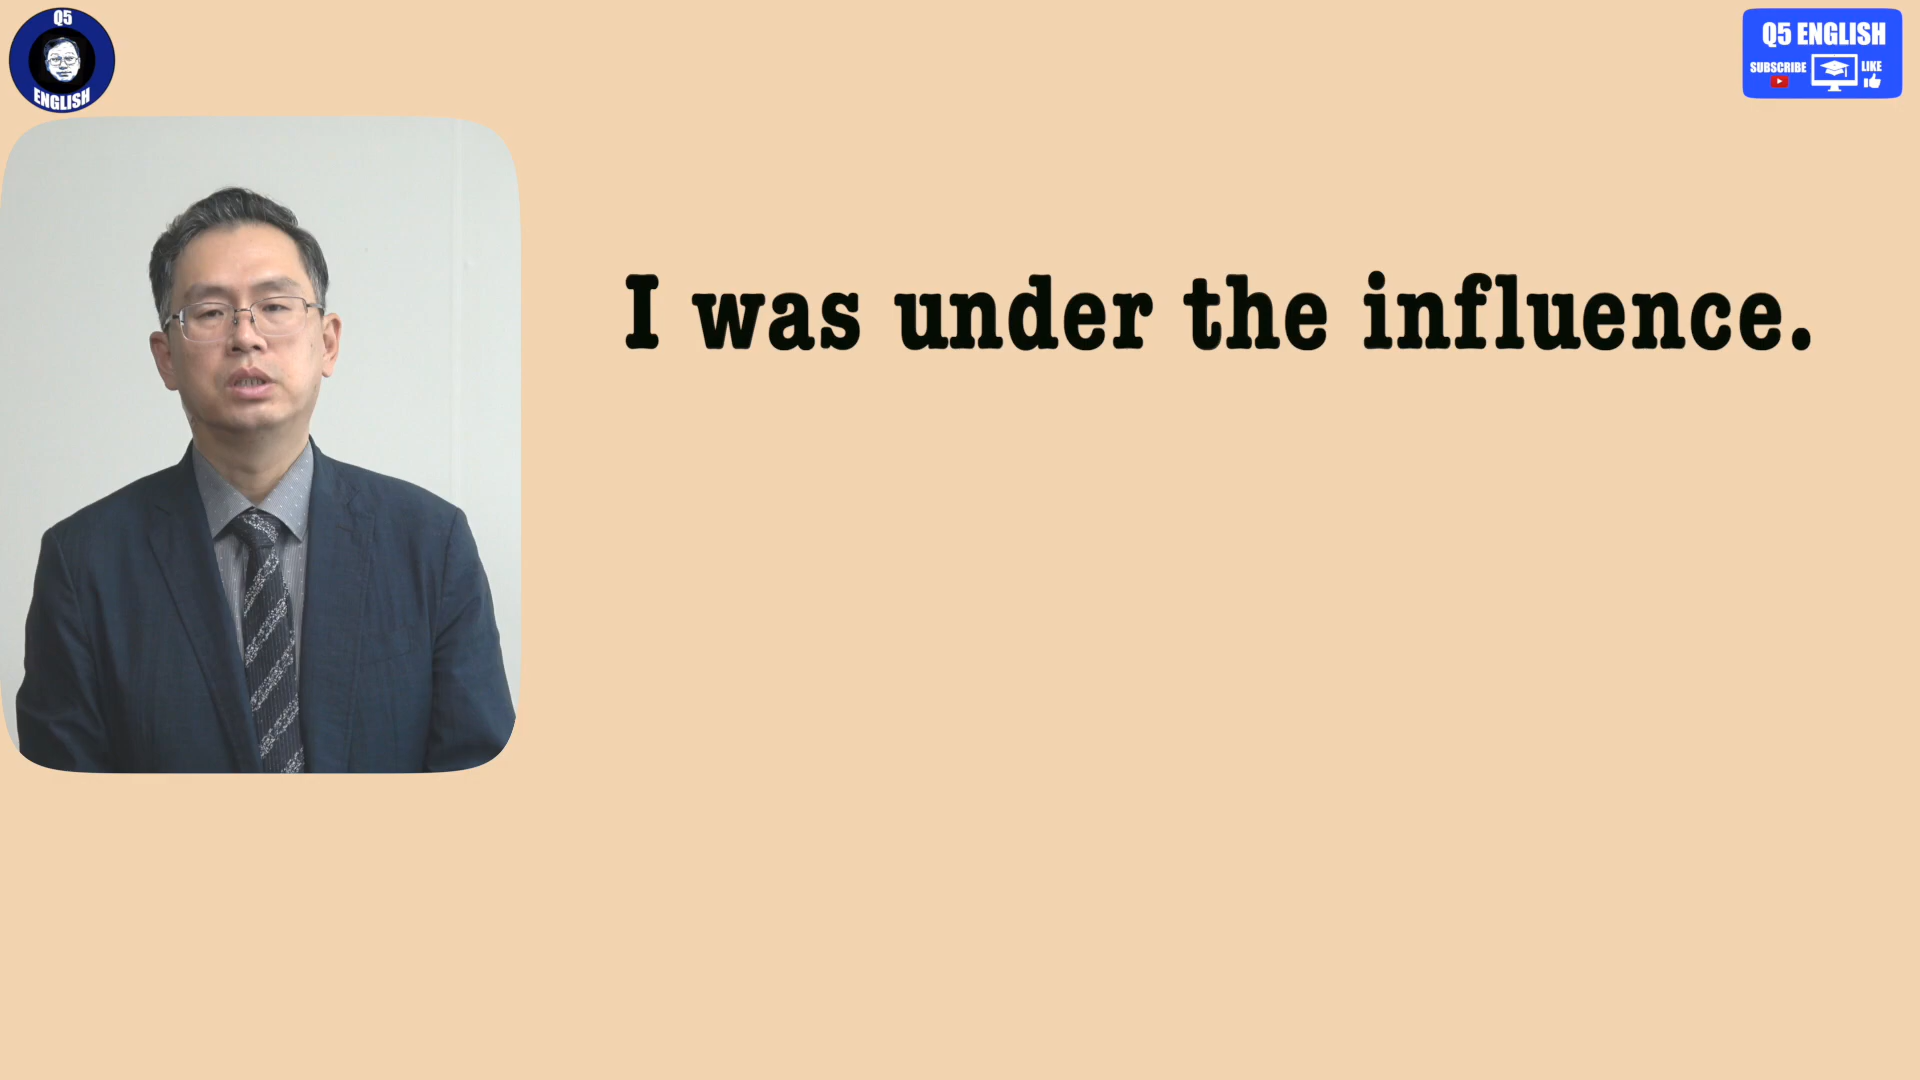 Q5
ENGLISH
Q5 ENGLISH
SUBSCRIBE
LIKE
I was under the influence.